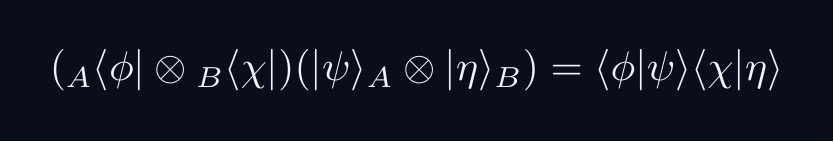 (_A⟨ϕ| ⊗ _B⟨χ|)(|ψ⟩_A ⊗ |η⟩_B) = ⟨ϕ|ψ⟩⟨χ|η⟩